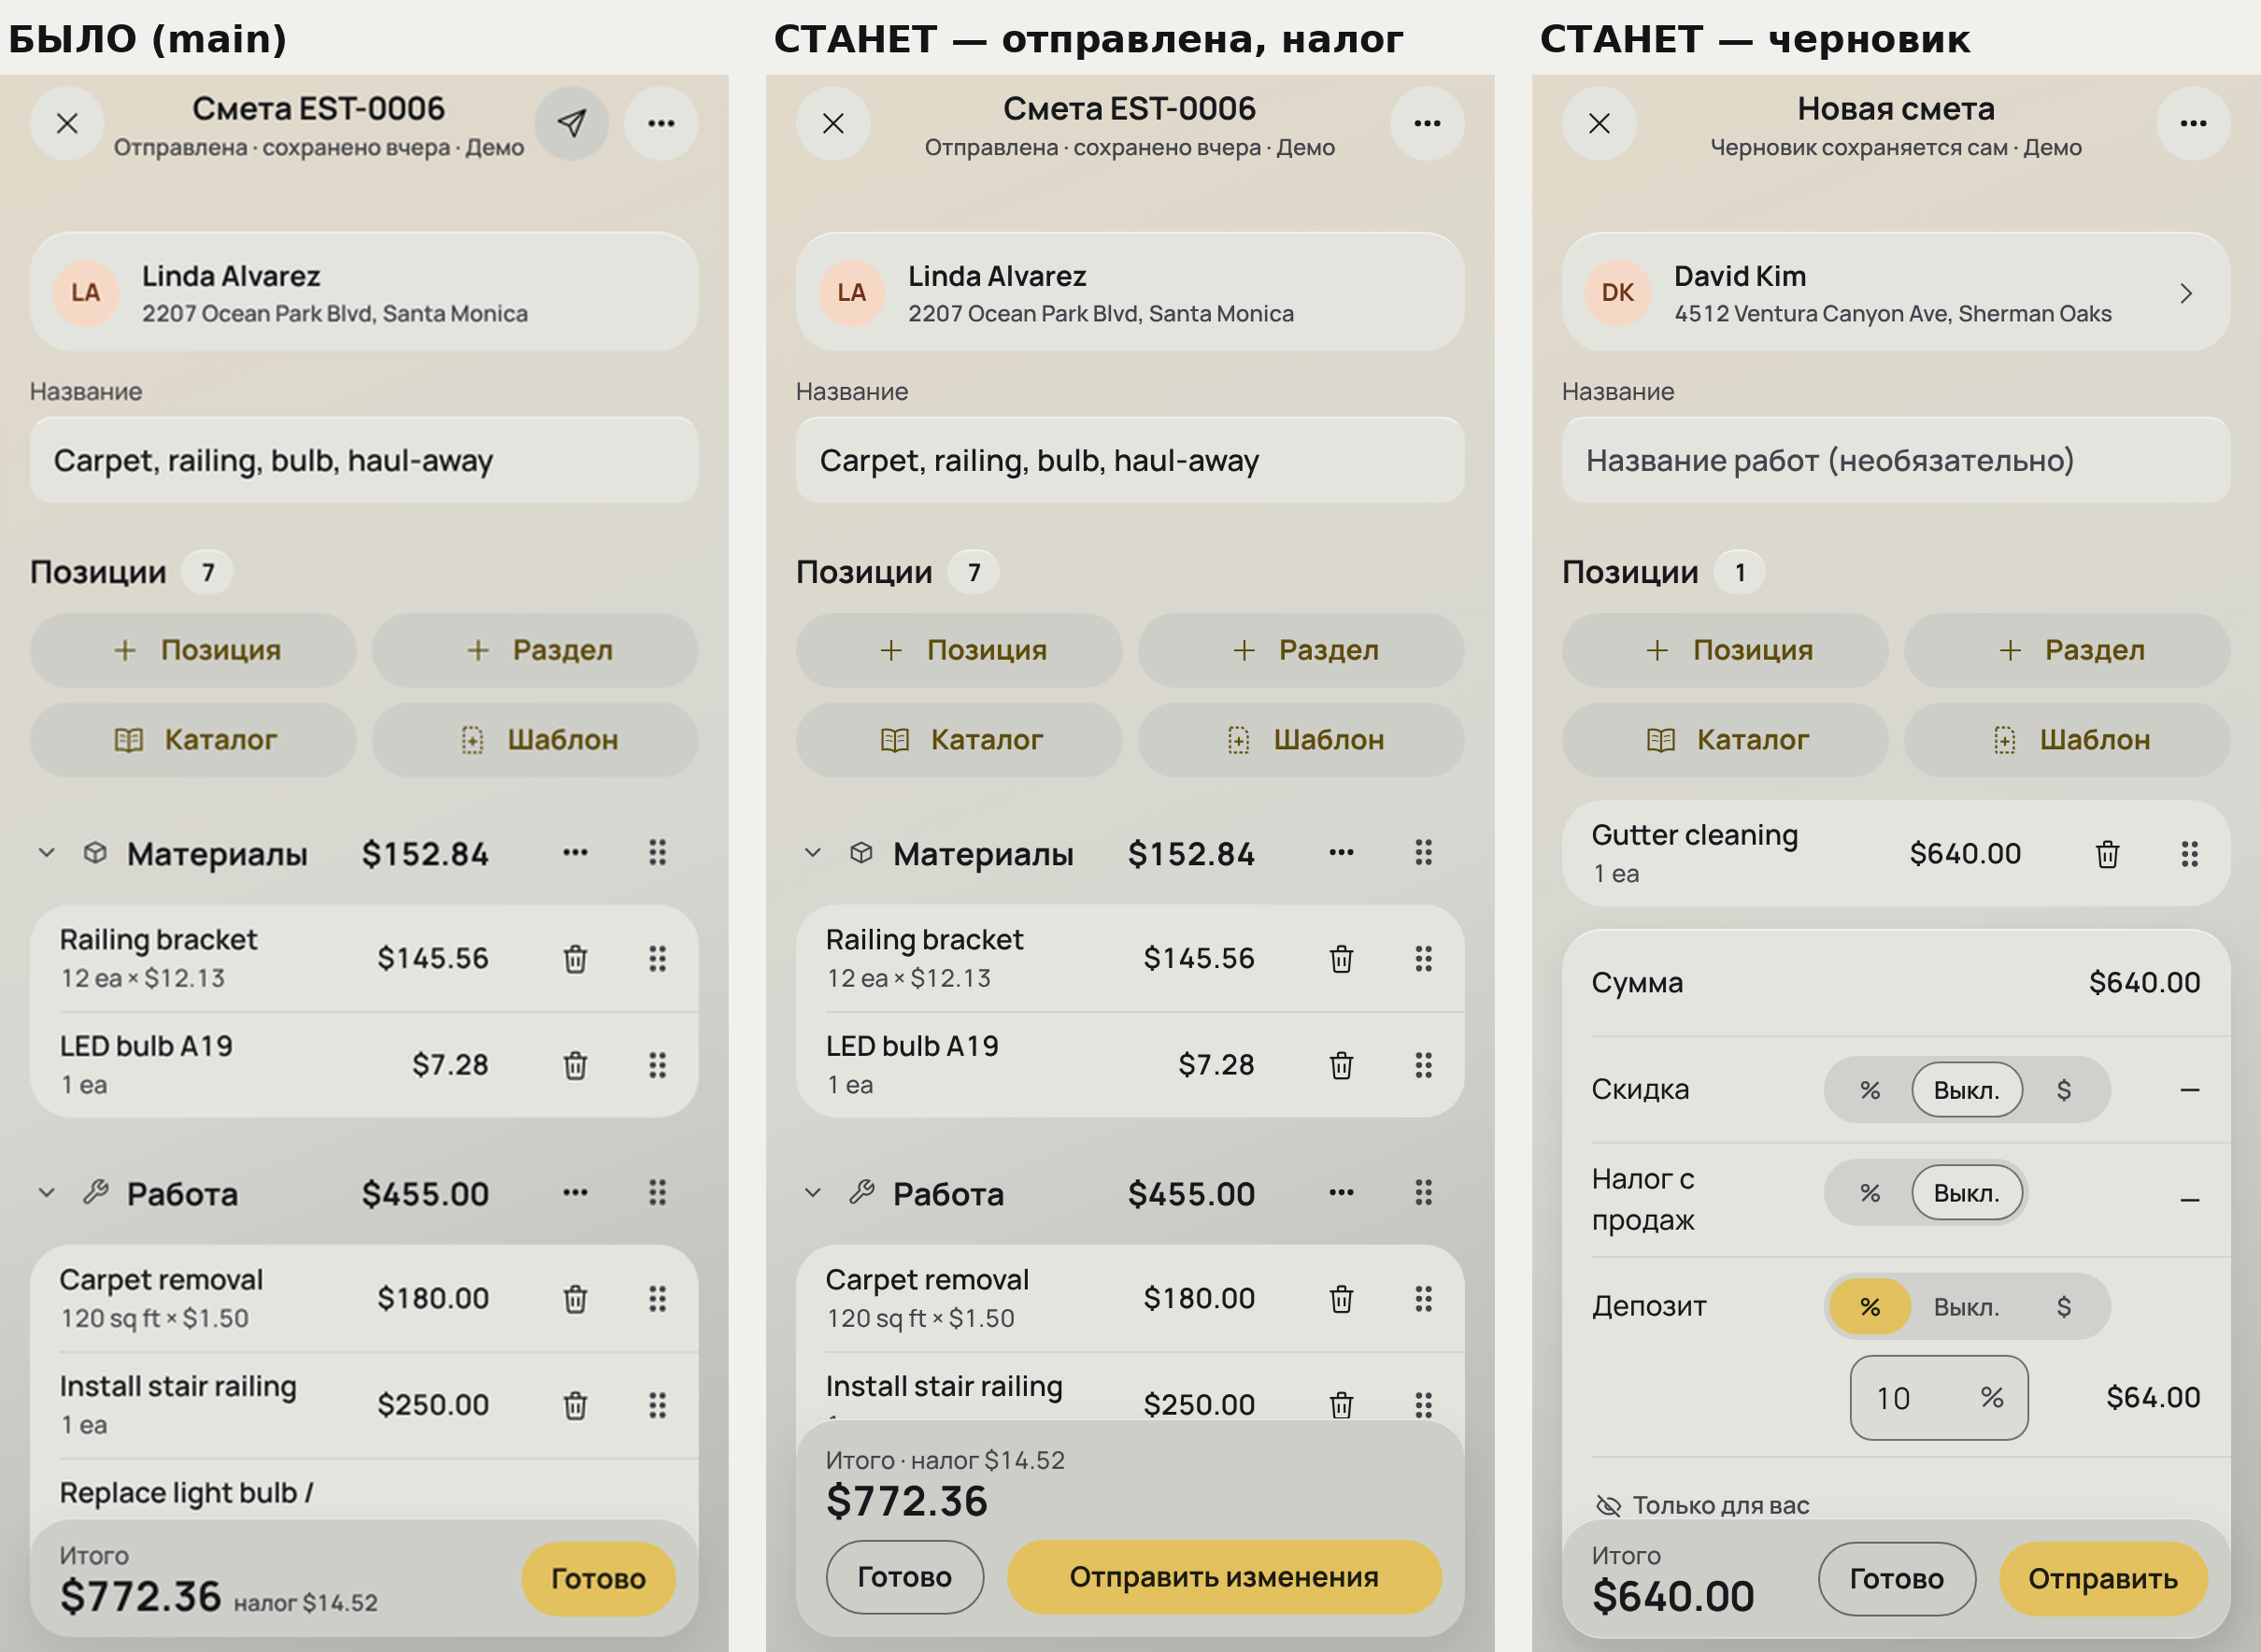 БЫЛО (main)
Смета EST-0006
Отправлена · сохранено вчера · Демо
LA
Linda Alvarez
2207 Ocean Park Blvd, Santa Monica
Название
Carpet, railing, bulb, haul-away
Позиции 7
+ Позиция
+ Раздел
Каталог
Шаблон
Материалы $152.84
Railing bracket
12 ea × $12.13
$145.56
LED bulb A19
1 ea
$7.28
Работа $455.00
Carpet removal
120 sq ft × $1.50
$180.00
Install stair railing
1 ea
$250.00
Replace light bulb /
Итого
$772.36 налог $14.52
Готово
СТАНЕТ — отправлена, налог
Смета EST-0006
Отправлена · сохранено вчера · Демо
LA
Linda Alvarez
2207 Ocean Park Blvd, Santa Monica
Название
Carpet, railing, bulb, haul-away
Позиции 7
+ Позиция
+ Раздел
Каталог
Шаблон
Материалы $152.84
Railing bracket
12 ea × $12.13
$145.56
LED bulb A19
1 ea
$7.28
Работа $455.00
Carpet removal
120 sq ft × $1.50
$180.00
Install stair railing
$250.00
Итого · налог $14.52
$772.36
Готово
Отправить изменения
СТАНЕТ — черновик
Новая смета
Черновик сохраняется сам · Демо
DK
David Kim
4512 Ventura Canyon Ave, Sherman Oaks
Название
Название работ (необязательно)
Позиции 1
+ Позиция
+ Раздел
Каталог
Шаблон
Gutter cleaning
1 ea
$640.00
Сумма $640.00
Скидка % Выкл. $ —
Налог с
продаж
% Выкл. —
Депозит % Выкл. $
10 % $64.00
Только для вас
Итого
$640.00
Готово
Отправить